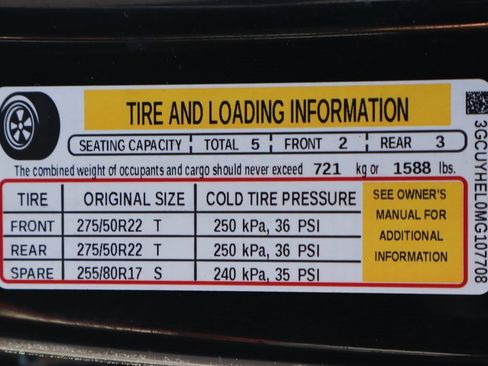 TIRE AND LOADING INFORMATION
SEATING CAPACITY TOTAL 5 FRONT 2 REAR 3
The combined weight of occupants and cargo should never exceed 721 kg or 1588 lbs.
TIRE ORIGINAL SIZE COLD TIRE PRESSURE
FRONT 275/50R22 T 250 kPa, 36 PSI
REAR 275/50R22 T 250 kPa, 36 PSI
SPARE 255/80R17 S 240 kPa, 35 PSI
SEE OWNER'S
MANUAL FOR
ADDITIONAL
INFORMATION
3GCUYHEL0MG107708